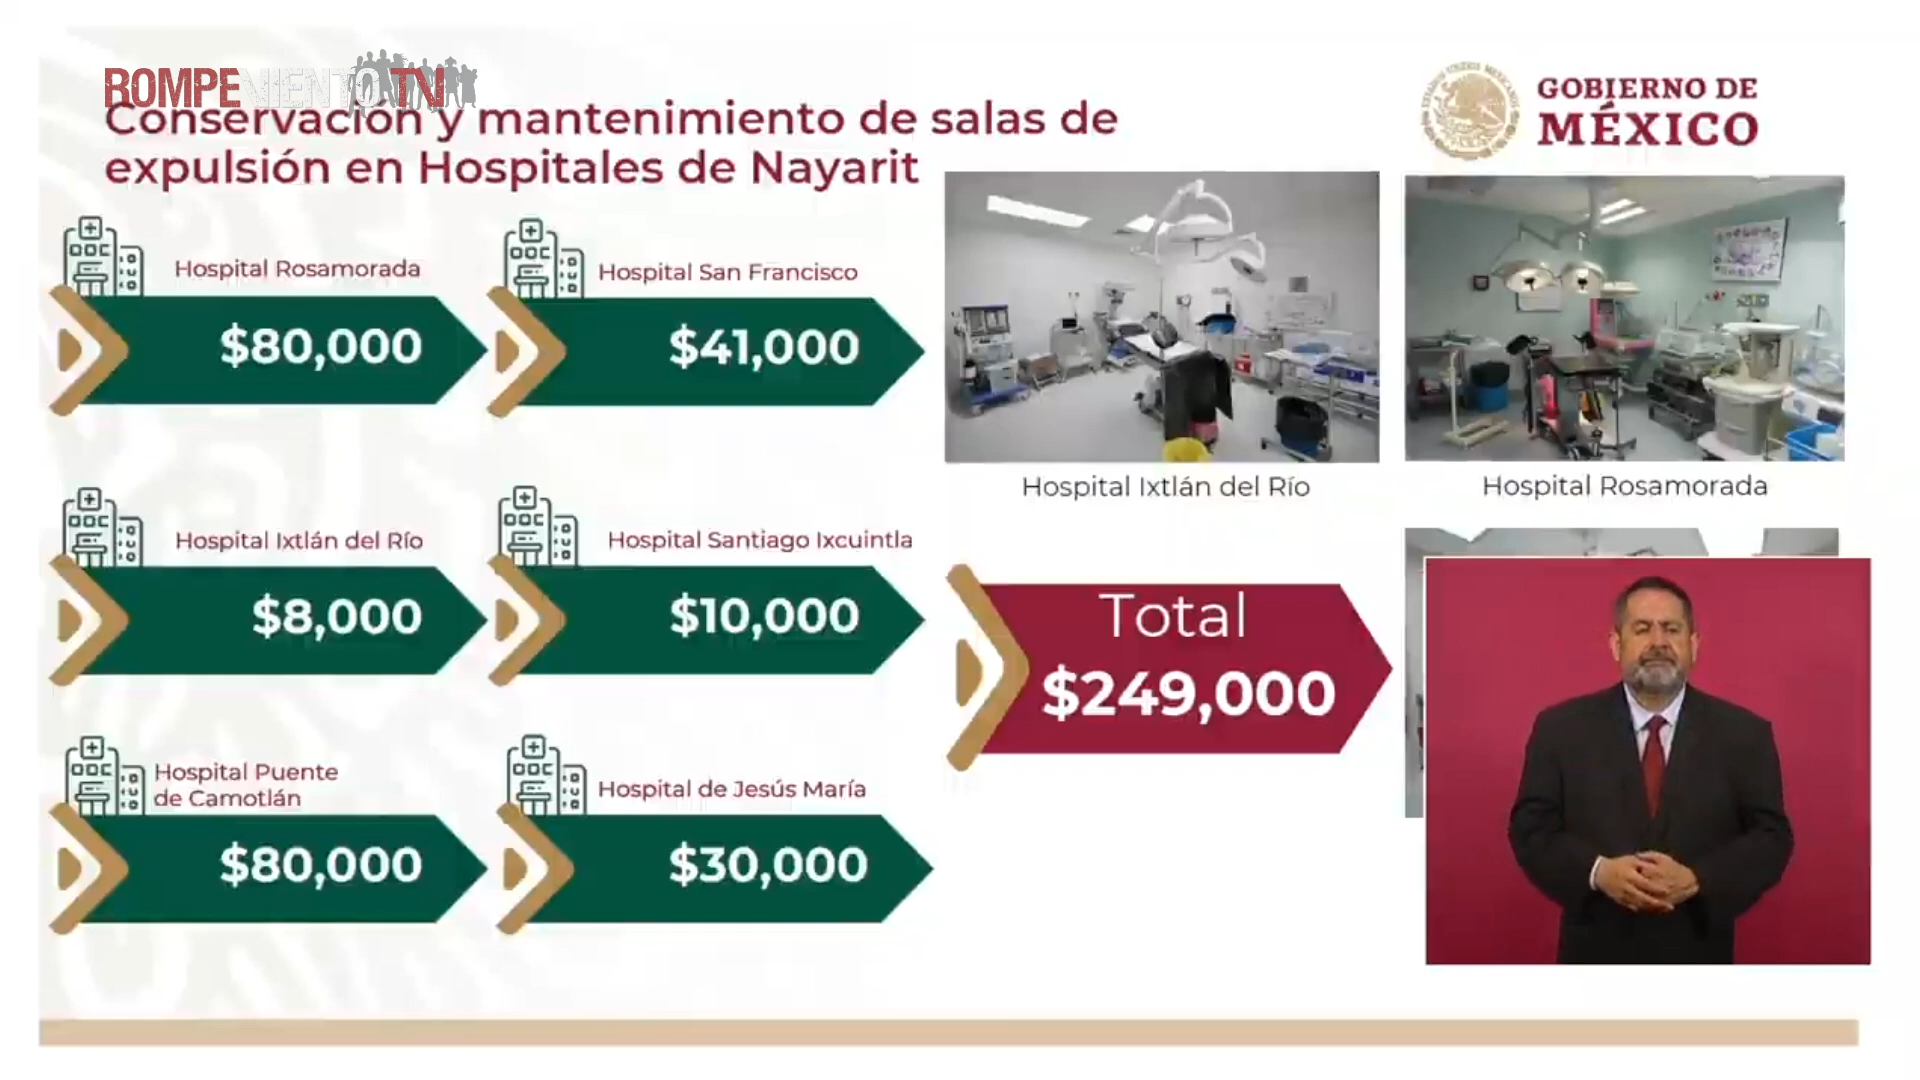 ROMPEVIENTO TV
Conservación y mantenimiento de salas de
expulsión en Hospitales de Nayarit
GOBIERNO DE
MÉXICO
Hospital Rosamorada
$80,000
Hospital San Francisco
$41,000
Hospital Ixtlán del Río
$8,000
Hospital Santiago Ixcuintla
$10,000
Hospital Puente
de Camotlán
$80,000
Hospital de Jesús María
$30,000
Hospital Ixtlán del Río
Hospital Rosamorada
Total
$249,000